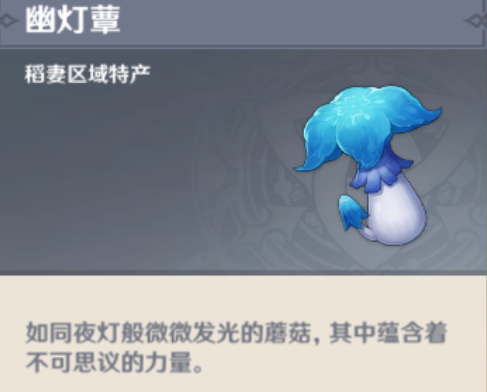 幽灯蕈
稻妻区域特产
如同夜灯般微微发光的蘑菇，其中蕴含着
不可思议的力量。